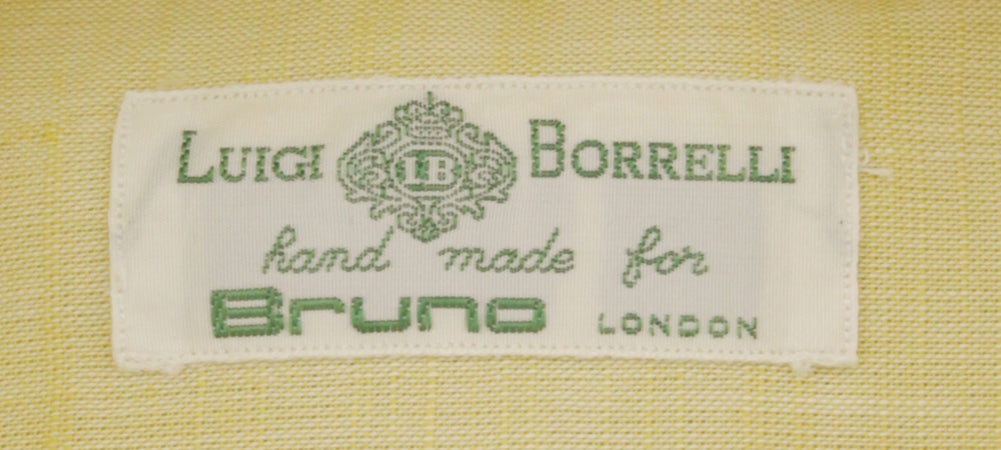 LUIGI LB BORRELLI
hand made for
Bruno LONDON